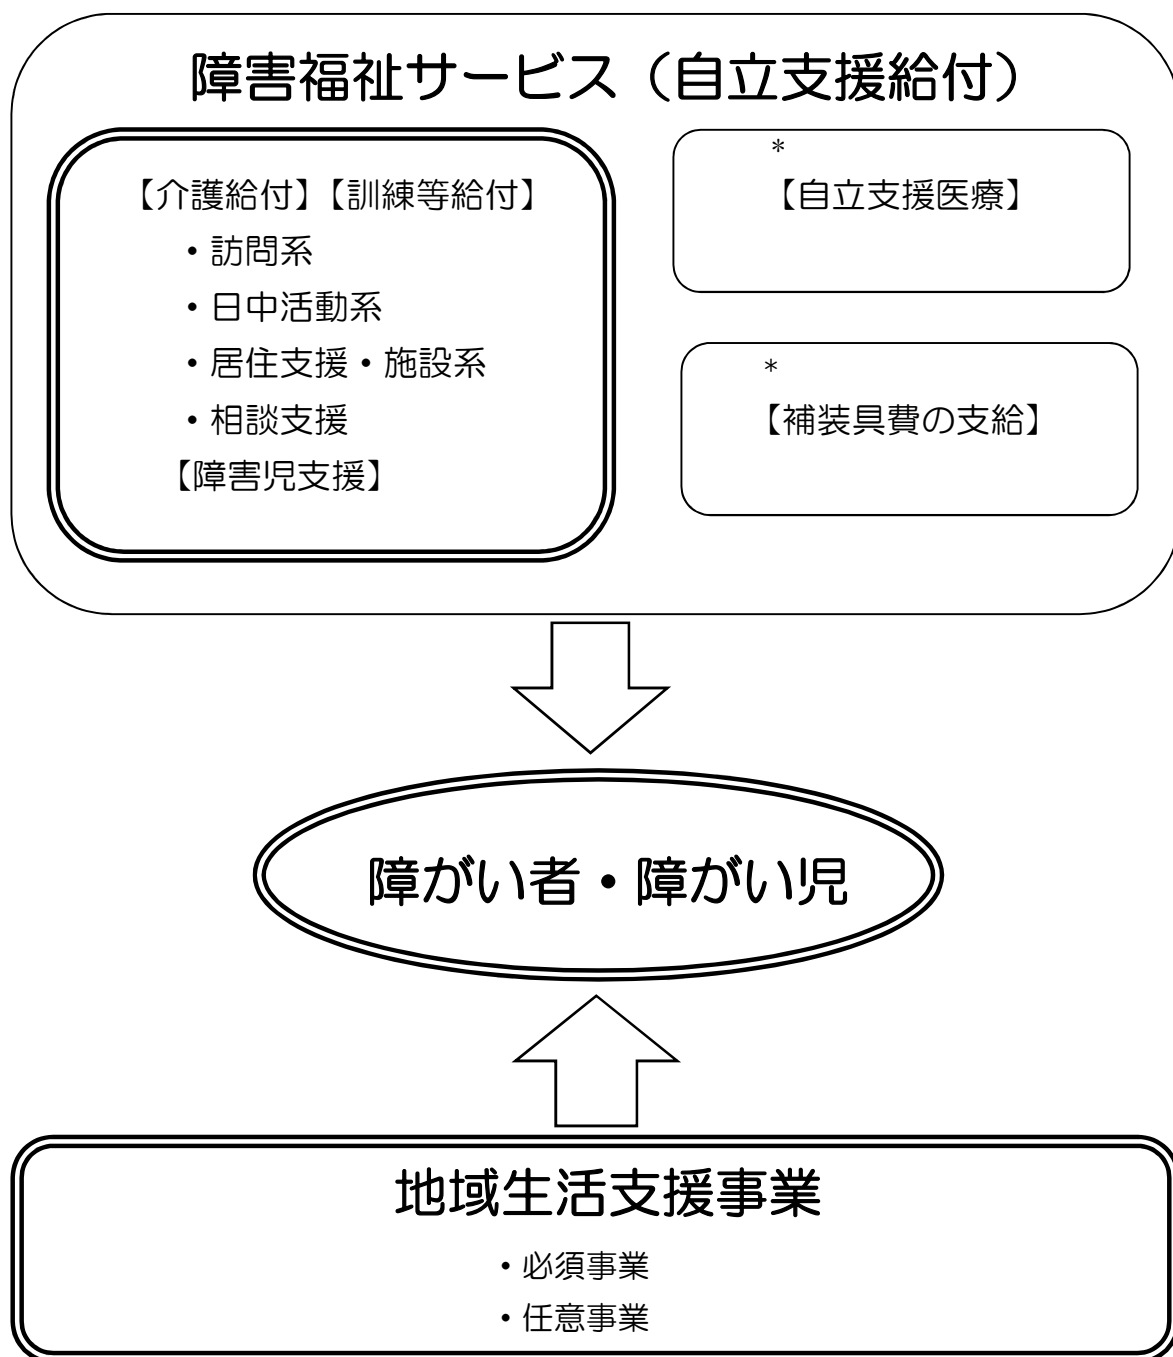 障害福祉サービス（自立支援給付）
【介護給付】【訓練等給付】
・訪問系
・日中活動系
・居住支援・施設系
・相談支援
【障害児支援】
*
【自立支援医療】
*
【補装具費の支給】
障がい者・障がい児
地域生活支援事業
・必須事業
・任意事業